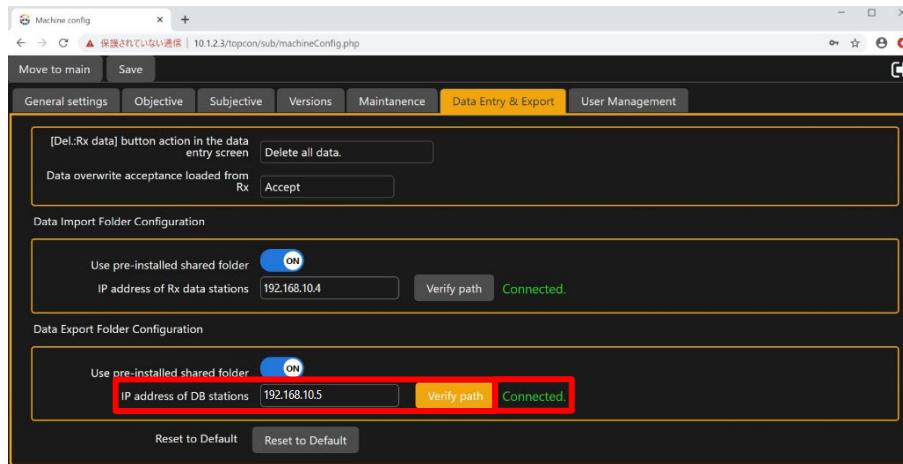 Machine config
保護されていない通信 | 10.1.2.3/topcon/sub/machineConfig.php
Move to main Save
General settings Objective Subjective Versions Maintanence Data Entry & Export User Management
[Del.:Rx data] button action in the data
entry screen Delete all data.
Data overwrite acceptance loaded from
Rx Accept
Data Import Folder Configuration
Use pre-installed shared folder ON
IP address of Rx data stations 192.168.10.4 Verify path Connected.
Data Export Folder Configuration
Use pre-installed shared folder ON
IP address of DB stations 192.168.10.5 Verify path Connected.
Reset to Default Reset to Default